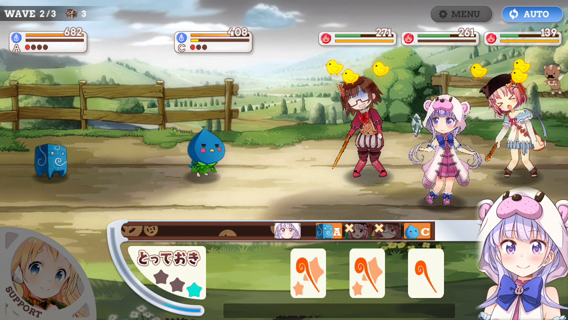 WAVE 2/3 3
MENU
AUTO
682
A
408
C
271
261
139
A
C
とっておき
SUPPORT